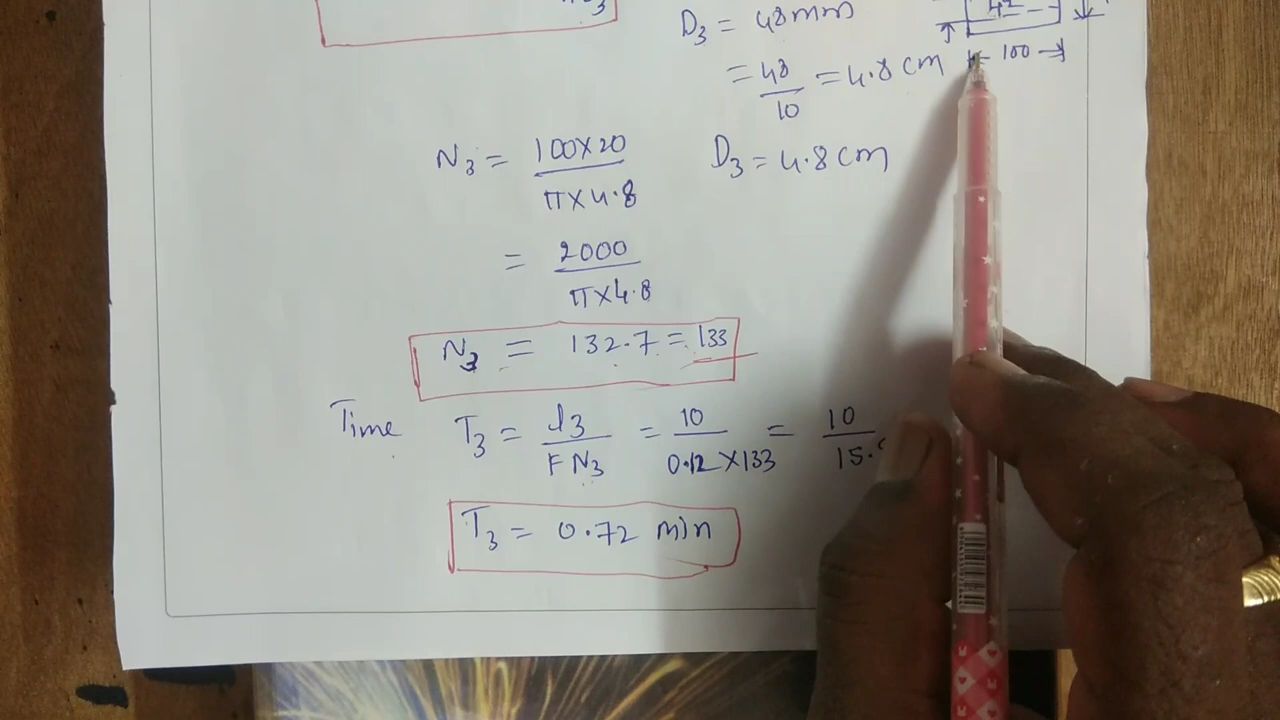 D3 = 48mm
= 48/10 = 4.8 cm
100
N3 = 100×20/π×4.8
D3 = 4.8 cm
= 2000/π×4.8
N3 = 132.7 = 133
Time T3 = l3/FN3 = 10/0.12×133 = 10/15.
T3 = 0.72 min